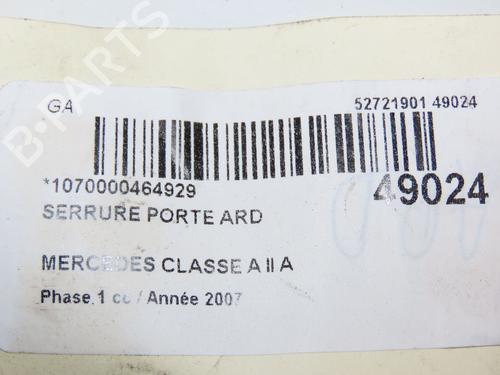 GA
52721901 49024
*1070000464929
49024
SERRURE PORTE ARD
MERCEDES CLASSE A II A
Phase 1 cc / Année 2007
B-PARTS